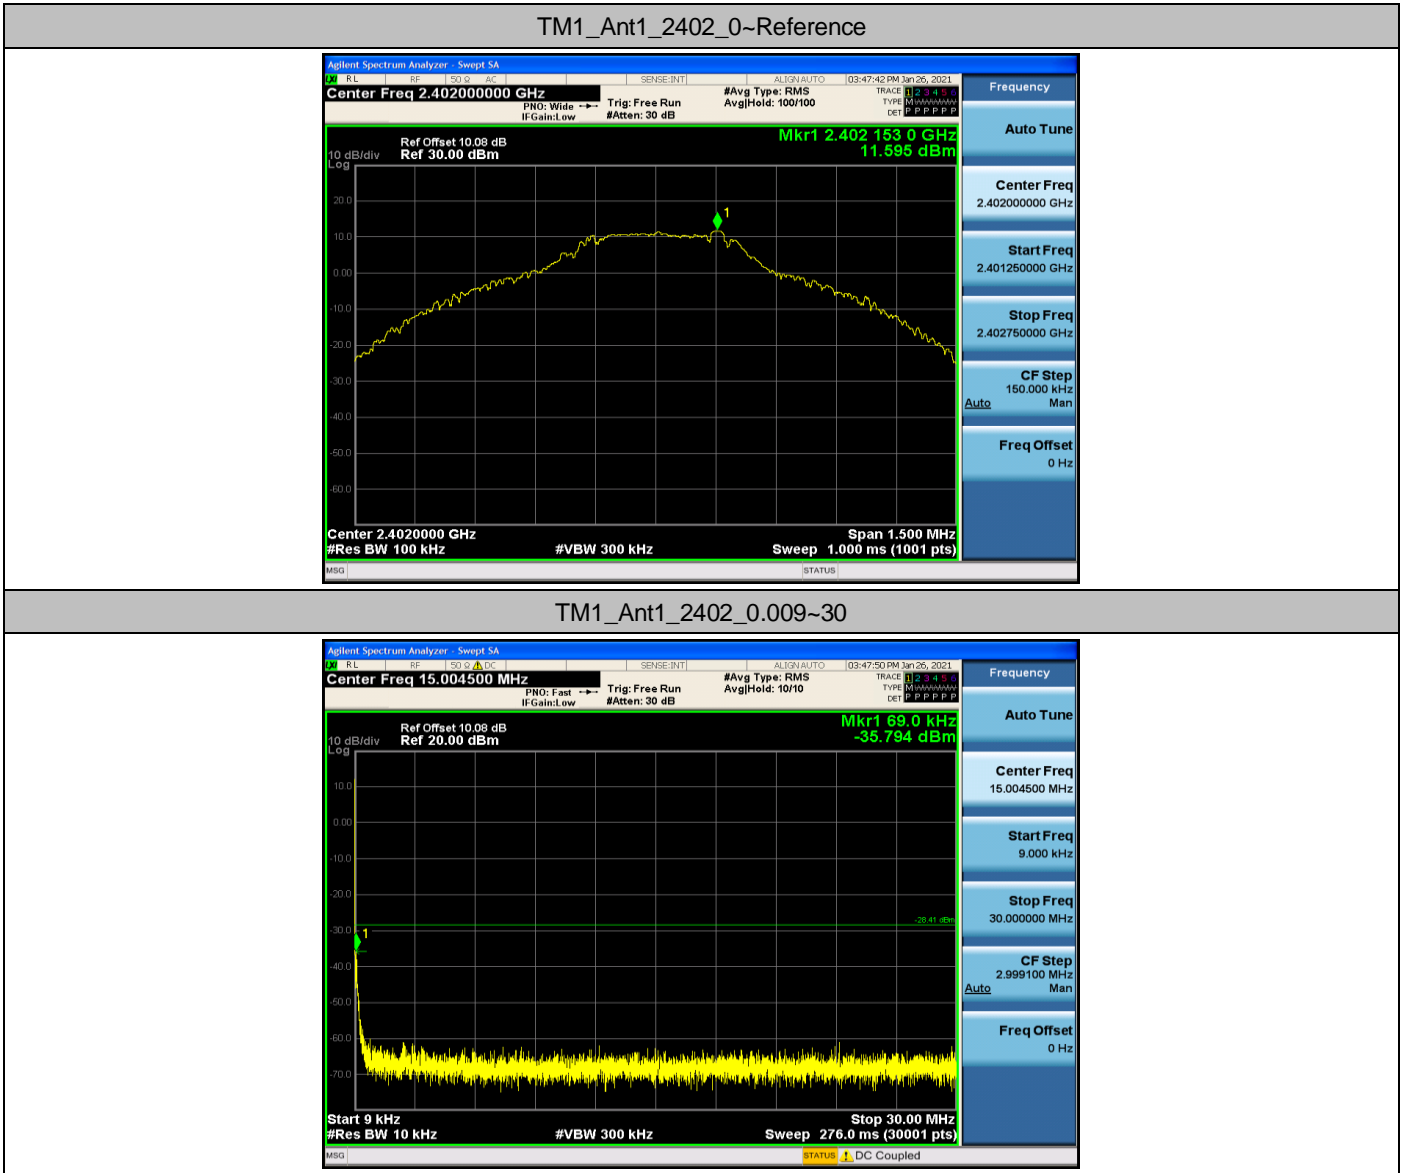 TM1_Ant1_2402_0~Reference
Agilent Spectrum Analyzer - Swept SA
LXI RL RF 50 Ω AC SENSE:INT ALIGN AUTO 03:47:42 PM Jan 26, 2021
Center Freq 2.402000000 GHz
PNO: Wide
IFGain:Low
Trig: Free Run
#Atten: 30 dB
#Avg Type: RMS
Avg|Hold: 100/100
TRACE 1 2 3 4 5 6
TYPE M
DET P P P P P P
Mkr1 2.402 153 0 GHz
11.595 dBm
Ref Offset 10.08 dB
10 dB/div Ref 30.00 dBm
Log
20.0
10.0
0.00
-10.0
-20.0
-30.0
-40.0
-50.0
-60.0
1
Center 2.4020000 GHz Span 1.500 MHz
#Res BW 100 kHz #VBW 300 kHz Sweep 1.000 ms (1001 pts)
MSG STATUS
Frequency
Auto Tune
Center Freq
2.402000000 GHz
Start Freq
2.401250000 GHz
Stop Freq
2.402750000 GHz
CF Step
150.000 kHz
Auto Man
Freq Offset
0 Hz
TM1_Ant1_2402_0.009~30
Agilent Spectrum Analyzer - Swept SA
LXI RL RF 50 Ω DC SENSE:INT ALIGN AUTO 03:47:50 PM Jan 26, 2021
Center Freq 15.004500 MHz
PNO: Fast
IFGain:Low
Trig: Free Run
#Atten: 30 dB
#Avg Type: RMS
Avg|Hold: 10/10
TRACE 1 2 3 4 5 6
TYPE M
DET P P P P P P
Mkr1 69.0 kHz
-35.794 dBm
Ref Offset 10.08 dB
10 dB/div Ref 20.00 dBm
Log
10.0
0.00
-10.0
-20.0
-30.0
-40.0
-50.0
-60.0
-70.0
-28.41 dBm
1
Start 9 kHz Stop 30.00 MHz
#Res BW 10 kHz #VBW 300 kHz Sweep 276.0 ms (30001 pts)
MSG STATUS DC Coupled
Frequency
Auto Tune
Center Freq
15.004500 MHz
Start Freq
9.000 kHz
Stop Freq
30.000000 MHz
CF Step
2.999100 MHz
Auto Man
Freq Offset
0 Hz